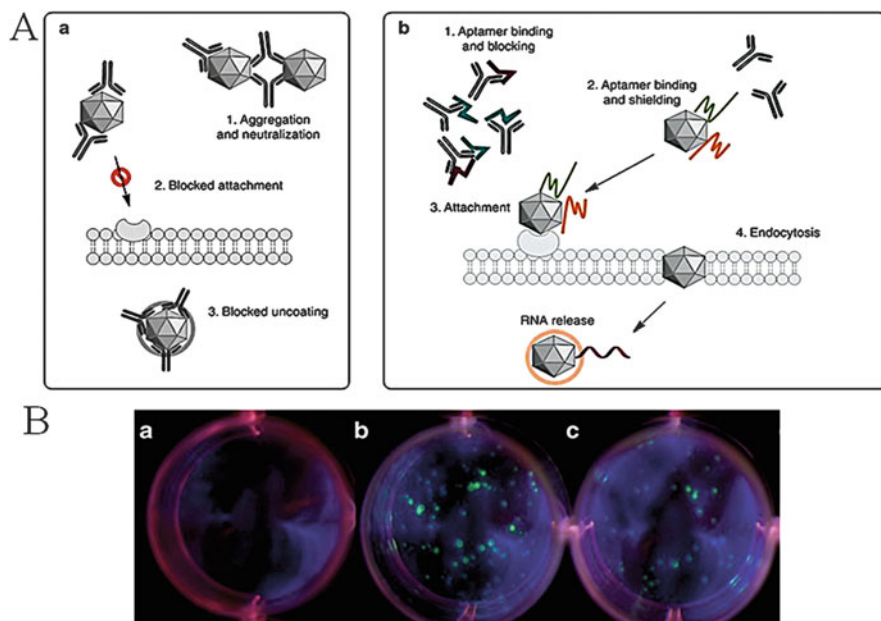 A
a
1. Aggregation
and neutralization
2. Blocked attachment
3. Blocked uncoating
b
1. Aptamer binding
and blocking
2. Aptamer binding
and shielding
3. Attachment
4. Endocytosis
RNA release
B
a
b
c